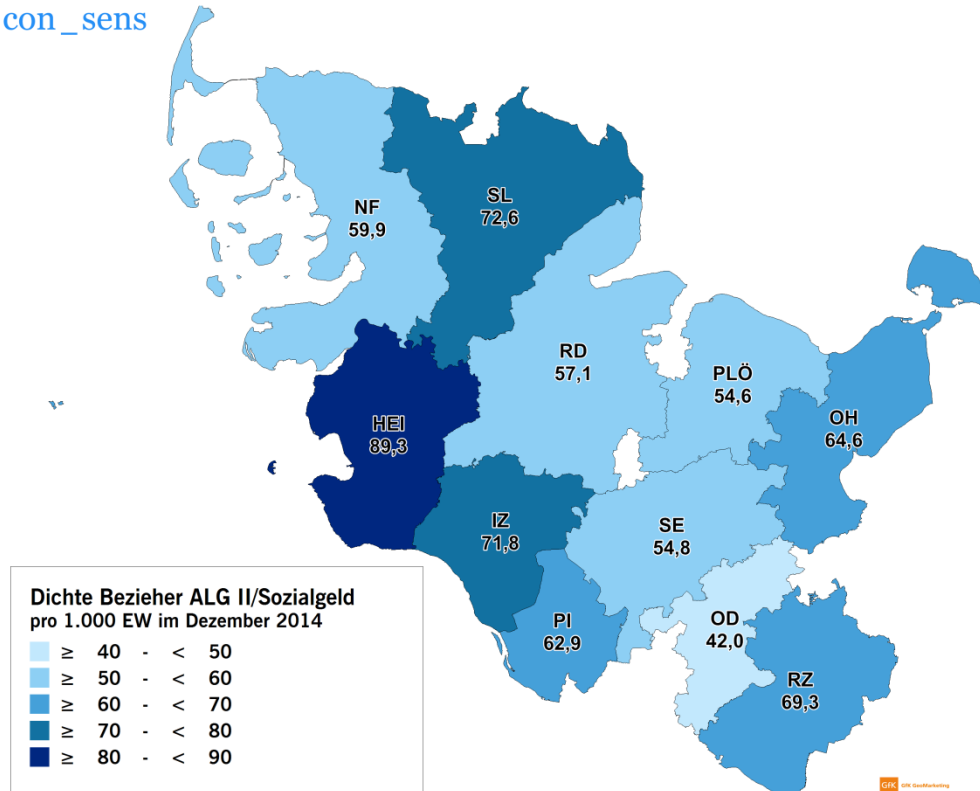 con_sens
SL
72,6
NF
59,9
RD
57,1
PLÖ
54,6
OH
64,6
HEI
89,3
IZ
71,8
SE
54,8
PI
62,9
OD
42,0
RZ
69,3
Dichte Bezieher ALG II/Sozialgeld
pro 1.000 EW im Dezember 2014
≥ 40 - < 50
≥ 50 - < 60
≥ 60 - < 70
≥ 70 - < 80
≥ 80 - < 90
GfK GfK GeoMarketing